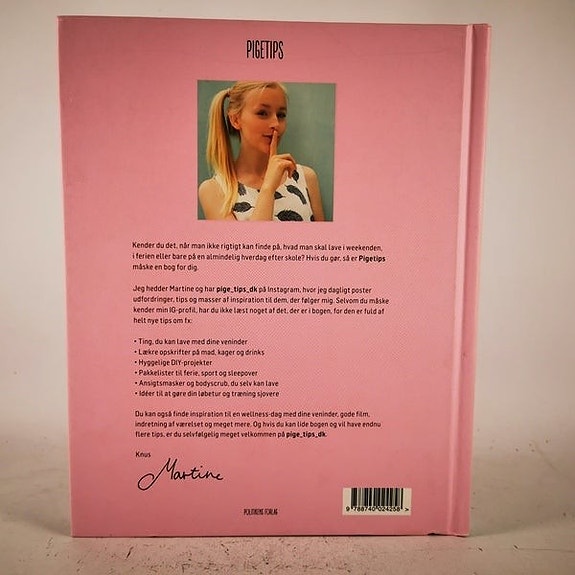 PIGETIPS
Kender du det, når man ikke rigtigt kan finde på, hvad man skal lave i weekenden,
i ferien eller bare på en almindelig hverdag efter skole? Hvis du gør, så er Pigetips
måske en bog for dig.
Jeg hedder Martine og har pige_tips_dk på Instagram, hvor jeg dagligt poster
udfordringer, tips og masser af inspiration til dem, der følger mig. Selvom du måske
kender min IG-profil, har du ikke læst noget af det, der er i bogen, for den er fuld af
helt nye tips om fx:
• Ting, du kan lave med dine veninder
• Lækre opskrifter på mad, kager og drinks
• Hyggelige DIY-projekter
• Pakkelister til ferie, sport og sleepover
• Ansigtsmasker og bodyscrub, du selv kan lave
• Idéer til at gøre din løbetur og træning sjovere
Du kan også finde inspiration til en wellness-dag med dine veninder, gode film,
indretning af værelset og meget mere. Og hvis du kan lide bogen og vil have endnu
flere tips, er du selvfølgelig meget velkommen på pige_tips_dk.
Knus
Martine
POLITIKENS FORLAG
9 788740 024258 >